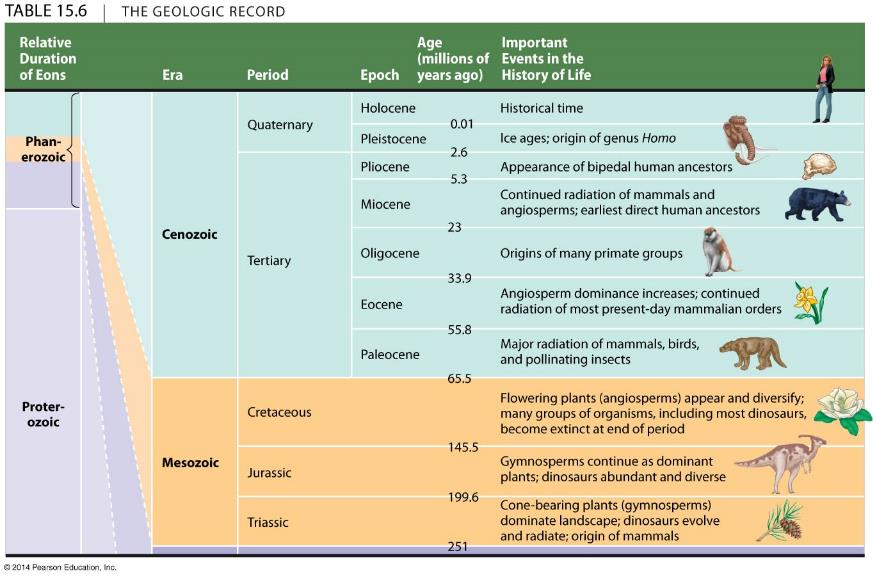 TABLE 15.6 | THE GEOLOGIC RECORD
Relative
Duration
of Eons
Era
Period
Epoch
Age
(millions of
years ago)
Important
Events in the
History of Life
Phan-
erozoic
Proter-
ozoic
Cenozoic
Quaternary
Holocene
Historical time
0.01
Pleistocene
Ice ages; origin of genus Homo
2.6
Tertiary
Pliocene
Appearance of bipedal human ancestors
5.3
Miocene
Continued radiation of mammals and
angiosperms; earliest direct human ancestors
23
Oligocene
Origins of many primate groups
33.9
Eocene
Angiosperm dominance increases; continued
radiation of most present-day mammalian orders
55.8
Paleocene
Major radiation of mammals, birds,
and pollinating insects
65.5
Mesozoic
Cretaceous
Flowering plants (angiosperms) appear and diversify;
many groups of organisms, including most dinosaurs,
become extinct at end of period
145.5
Jurassic
Gymnosperms continue as dominant
plants; dinosaurs abundant and diverse
199.6
Triassic
Cone-bearing plants (gymnosperms)
dominate landscape; dinosaurs evolve
and radiate; origin of mammals
251
© 2014 Pearson Education, Inc.